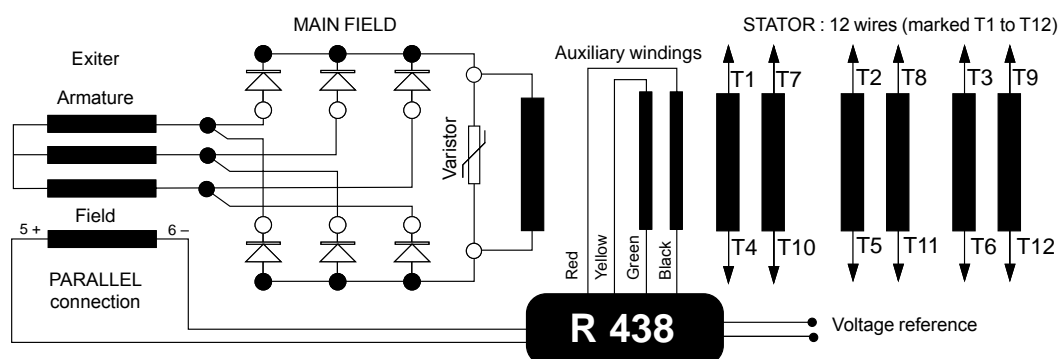 MAIN FIELD
STATOR : 12 wires (marked T1 to T12)
Exiter
Auxiliary windings
T1 T7 T2 T8 T3 T9
Armature
Varistor
Field
5 + 6 –
Red
Yellow
Green
Black
T4 T10 T5 T11 T6 T12
PARALLEL
connection
R 438
Voltage reference